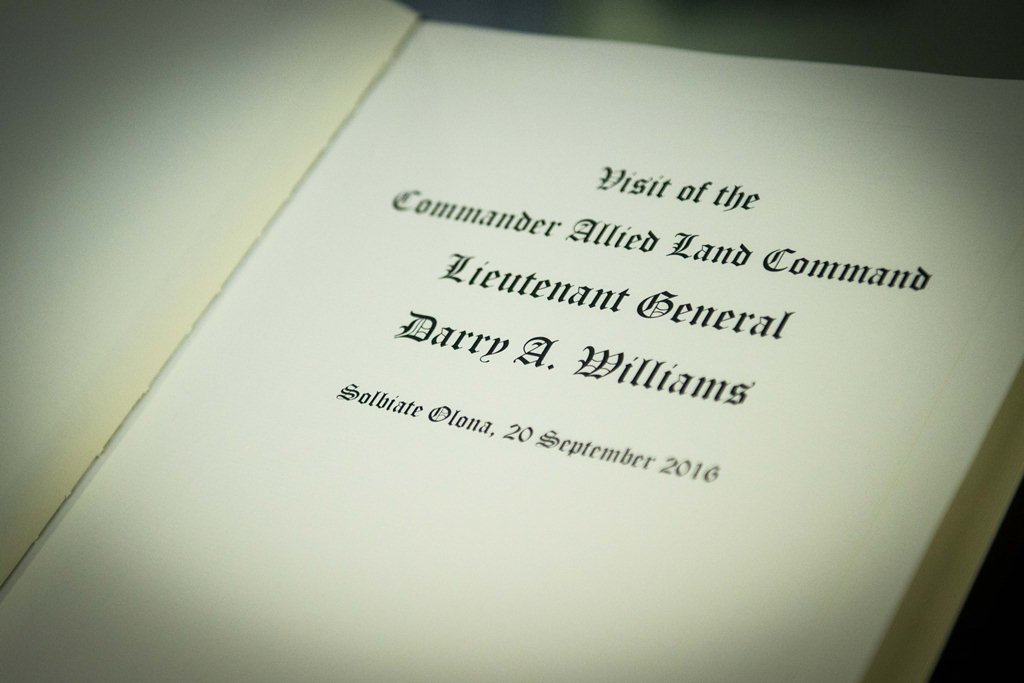 Visit of the
Commander Allied Land Command
Lieutenant General
Darry A. Williams
Solbiate Olona, 20 September 2016